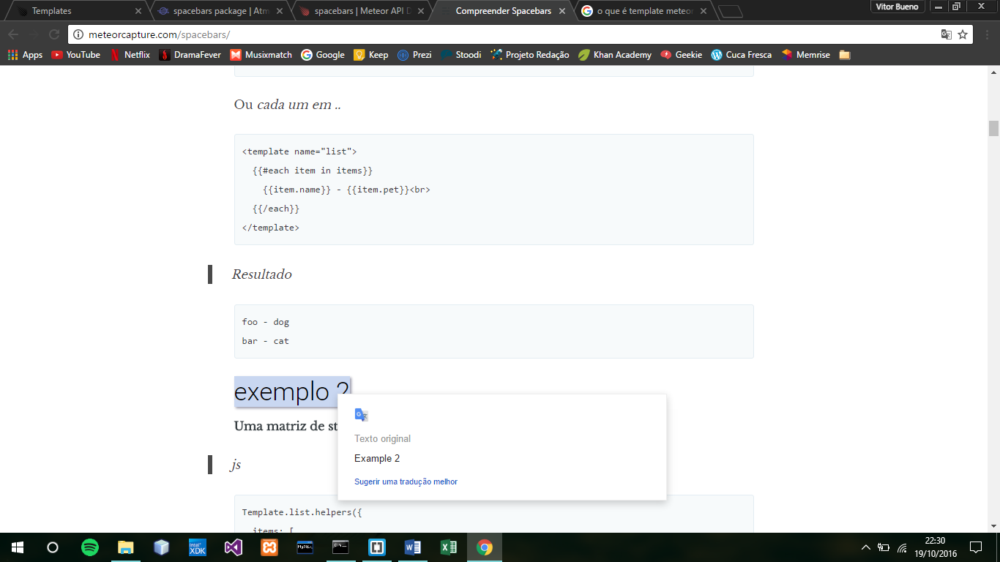 Vitor Bueno
Templates
spacebars package | Atm
spacebars | Meteor API D
Compreender Spacebars
o que é template meteor
meteorcapture.com/spacebars/
Apps YouTube Netflix DramaFever Musixmatch Google Keep Prezi Stoodi Projeto Redação Khan Academy Geekie Cuca Fresca Memrise
Ou cada um em ..
<template name="list">
{{#each item in items}}
{{item.name}} - {{item.pet}}<br>
{{/each}}
</template>
Resultado
foo - dog
bar - cat
exemplo 2
Uma matriz de st
Texto original
Example 2
Sugerir uma tradução melhor
js
Template.list.helpers({
items: [
22:30
19/10/2016